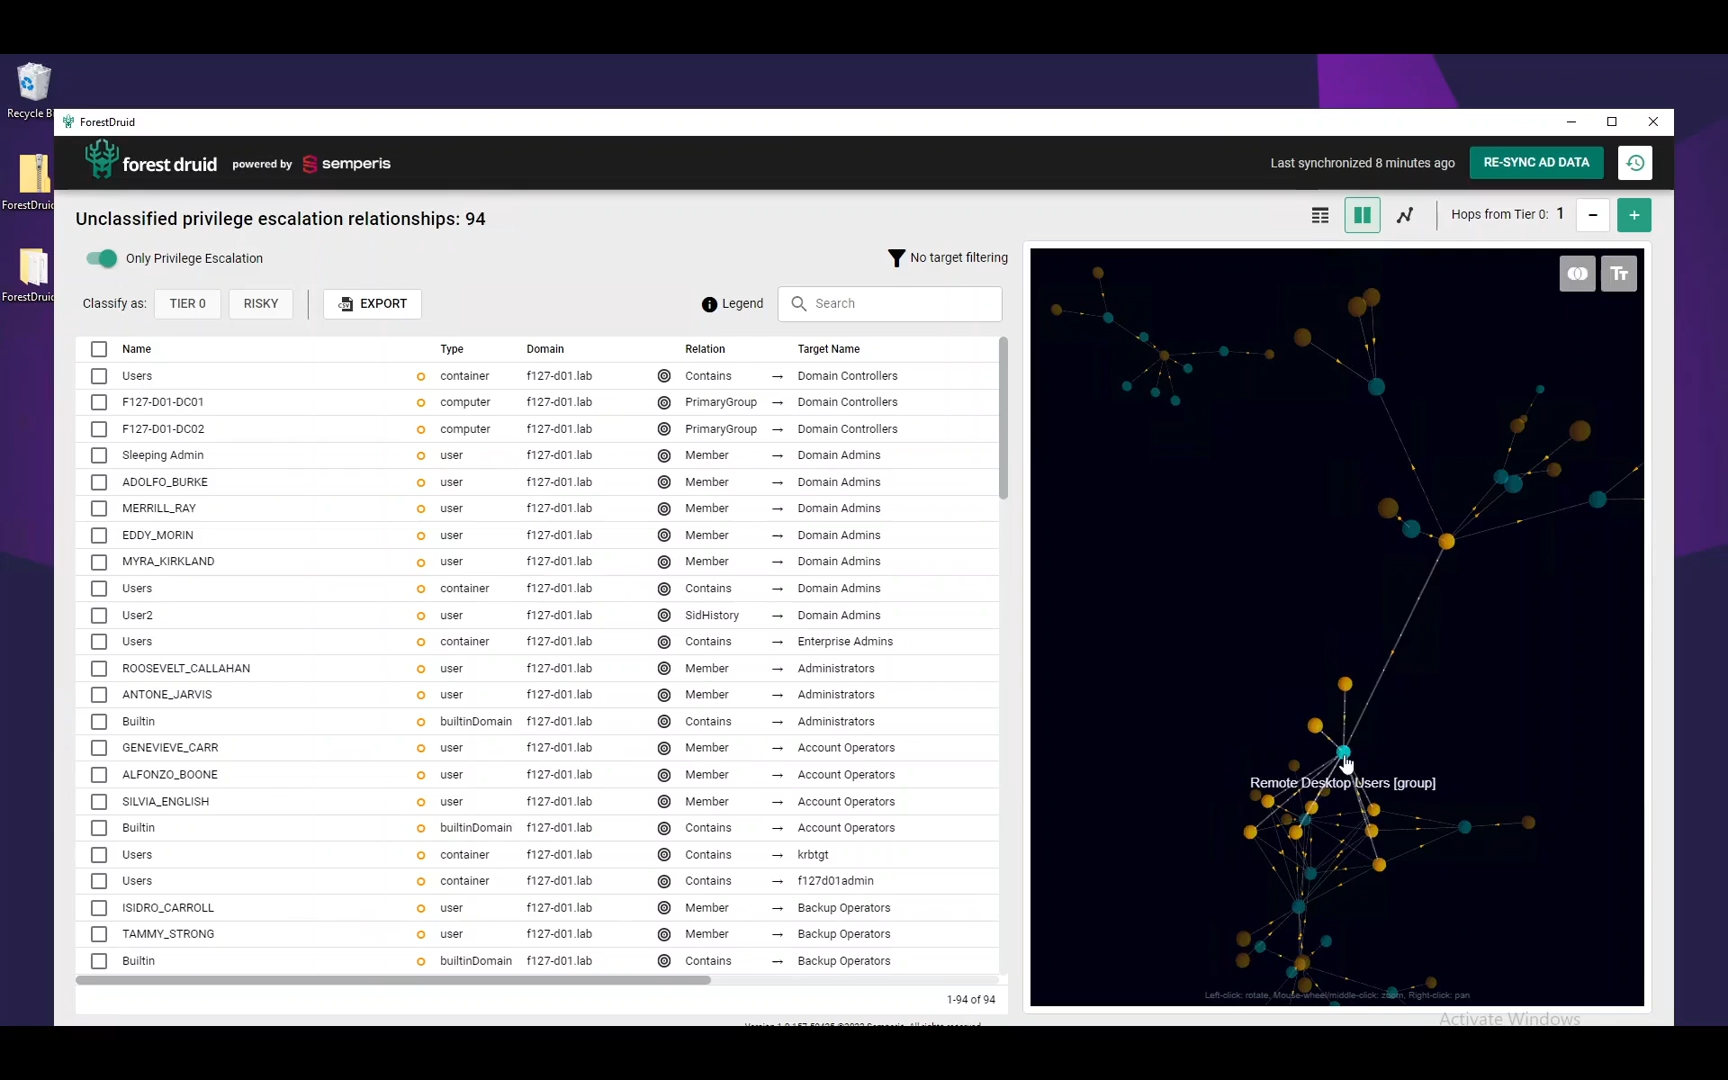 Recycle B
ForestDruid
ForestDruid
ForestDruid
forest druid powered by semperis
Last synchronized 8 minutes ago RE-SYNC AD DATA
Unclassified privilege escalation relationships: 94
Hops from Tier 0: 1 - +
Only Privilege Escalation
No target filtering
Classify as: TIER 0 RISKY EXPORT Legend Search
Tт
Name Type Domain Relation Target Name
Users container f127-d01.lab Contains → Domain Controllers
F127-D01-DC01 computer f127-d01.lab PrimaryGroup → Domain Controllers
F127-D01-DC02 computer f127-d01.lab PrimaryGroup → Domain Controllers
Sleeping Admin user f127-d01.lab Member → Domain Admins
ADOLFO_BURKE user f127-d01.lab Member → Domain Admins
MERRILL_RAY user f127-d01.lab Member → Domain Admins
EDDY_MORIN user f127-d01.lab Member → Domain Admins
MYRA_KIRKLAND user f127-d01.lab Member → Domain Admins
Users container f127-d01.lab Contains → Domain Admins
User2 user f127-d01.lab SidHistory → Domain Admins
Users container f127-d01.lab Contains → Enterprise Admins
ROOSEVELT_CALLAHAN user f127-d01.lab Member → Administrators
ANTONE_JARVIS user f127-d01.lab Member → Administrators
Builtin builtinDomain f127-d01.lab Contains → Administrators
GENEVIEVE_CARR user f127-d01.lab Member → Account Operators
ALFONZO_BOONE user f127-d01.lab Member → Account Operators
SILVIA_ENGLISH user f127-d01.lab Member → Account Operators
Builtin builtinDomain f127-d01.lab Contains → Account Operators
Users container f127-d01.lab Contains → krbtgt
Users container f127-d01.lab Contains → f127d01admin
ISIDRO_CARROLL user f127-d01.lab Member → Backup Operators
TAMMY_STRONG user f127-d01.lab Member → Backup Operators
Builtin builtinDomain f127-d01.lab Contains → Backup Operators
1-94 of 94
Remote Desktop Users [group]
Left-click: rotate, Mouse-wheel/middle-click: zoom, Right-click: pan
Activate Windows